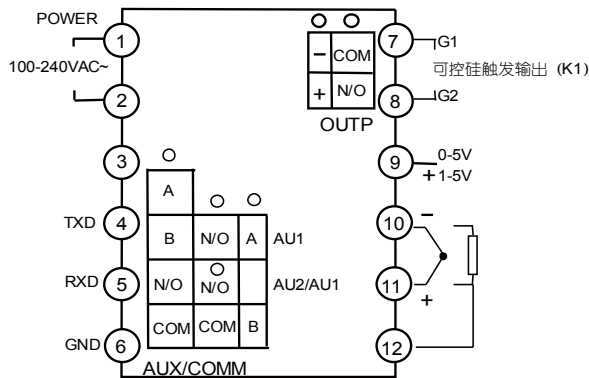 POWER
1
100-240VAC~
2
3
TXD 4
RXD 5
GND 6
A
B N/O A AU1
N/O N/O AU2/AU1
COM COM B
AUX/COMM
− COM
+ N/O
OUTP
7 G1
可控硅触发输出 (K1)
8 G2
9 0-5V
+ 1-5V
10 −
11 +
12